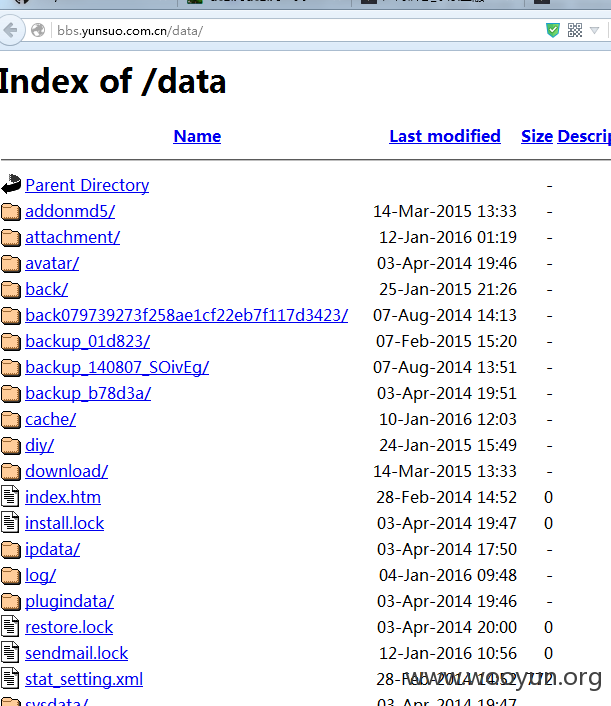 bbs.yunsuo.com.cn/data/
Index of /data
Name Last modified Size Descrip
Parent Directory -
addonmd5/ 14-Mar-2015 13:33 -
attachment/ 12-Jan-2016 01:19 -
avatar/ 03-Apr-2014 19:46 -
back/ 25-Jan-2015 21:26 -
back079739273f258ae1cf22eb7f117d3423/ 07-Aug-2014 14:13 -
backup_01d823/ 07-Feb-2015 15:20 -
backup_140807_SOivEg/ 07-Aug-2014 13:51 -
backup_b78d3a/ 03-Apr-2014 19:51 -
cache/ 10-Jan-2016 12:03 -
diy/ 24-Jan-2015 15:49 -
download/ 14-Mar-2015 13:33 -
index.htm 28-Feb-2014 14:52 0
install.lock 03-Apr-2014 19:47 0
ipdata/ 03-Apr-2014 17:50 -
log/ 04-Jan-2016 09:48 -
plugindata/ 03-Apr-2014 19:46 -
restore.lock 03-Apr-2014 20:00 0
sendmail.lock 12-Jan-2016 10:56 0
stat_setting.xml 28-Feb-2014 14:52 712
www.wooyun.org
sysdata/ 03-Apr-2014 19:47 -